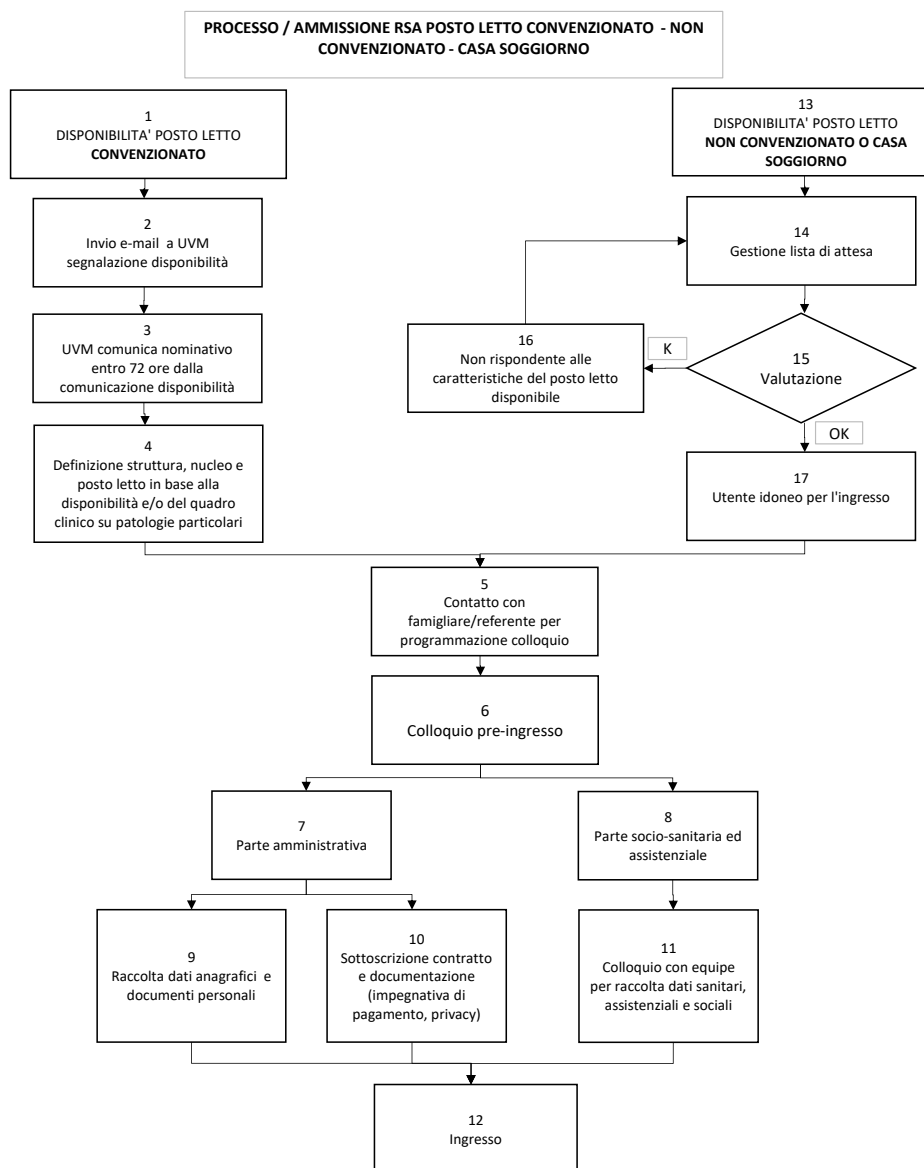 PROCESSO / AMMISSIONE RSA POSTO LETTO CONVENZIONATO - NON
CONVENZIONATO - CASA SOGGIORNO
1
DISPONIBILITA' POSTO LETTO
CONVENZIONATO
13
DISPONIBILITA' POSTO LETTO
NON CONVENZIONATO O CASA
SOGGIORNO
2
Invio e-mail a UVM
segnalazione disponibilità
14
Gestione lista di attesa
3
UVM comunica nominativo
entro 72 ore dalla
comunicazione disponibilità
16
Non rispondente alle
caratteristiche del posto letto
disponibile
K
15
Valutazione
OK
4
Definizione struttura, nucleo e
posto letto in base alla
disponibilità e/o del quadro
clinico su patologie particolari
17
Utente idoneo per l'ingresso
5
Contatto con
famigliare/referente per
programmazione colloquio
6
Colloquio pre-ingresso
7
Parte amministrativa
8
Parte socio-sanitaria ed
assistenziale
9
Raccolta dati anagrafici e
documenti personali
10
Sottoscrizione contratto
e documentazione
(impegnativa di
pagamento, privacy)
11
Colloquio con equipe
per raccolta dati sanitari,
assistenziali e sociali
12
Ingresso